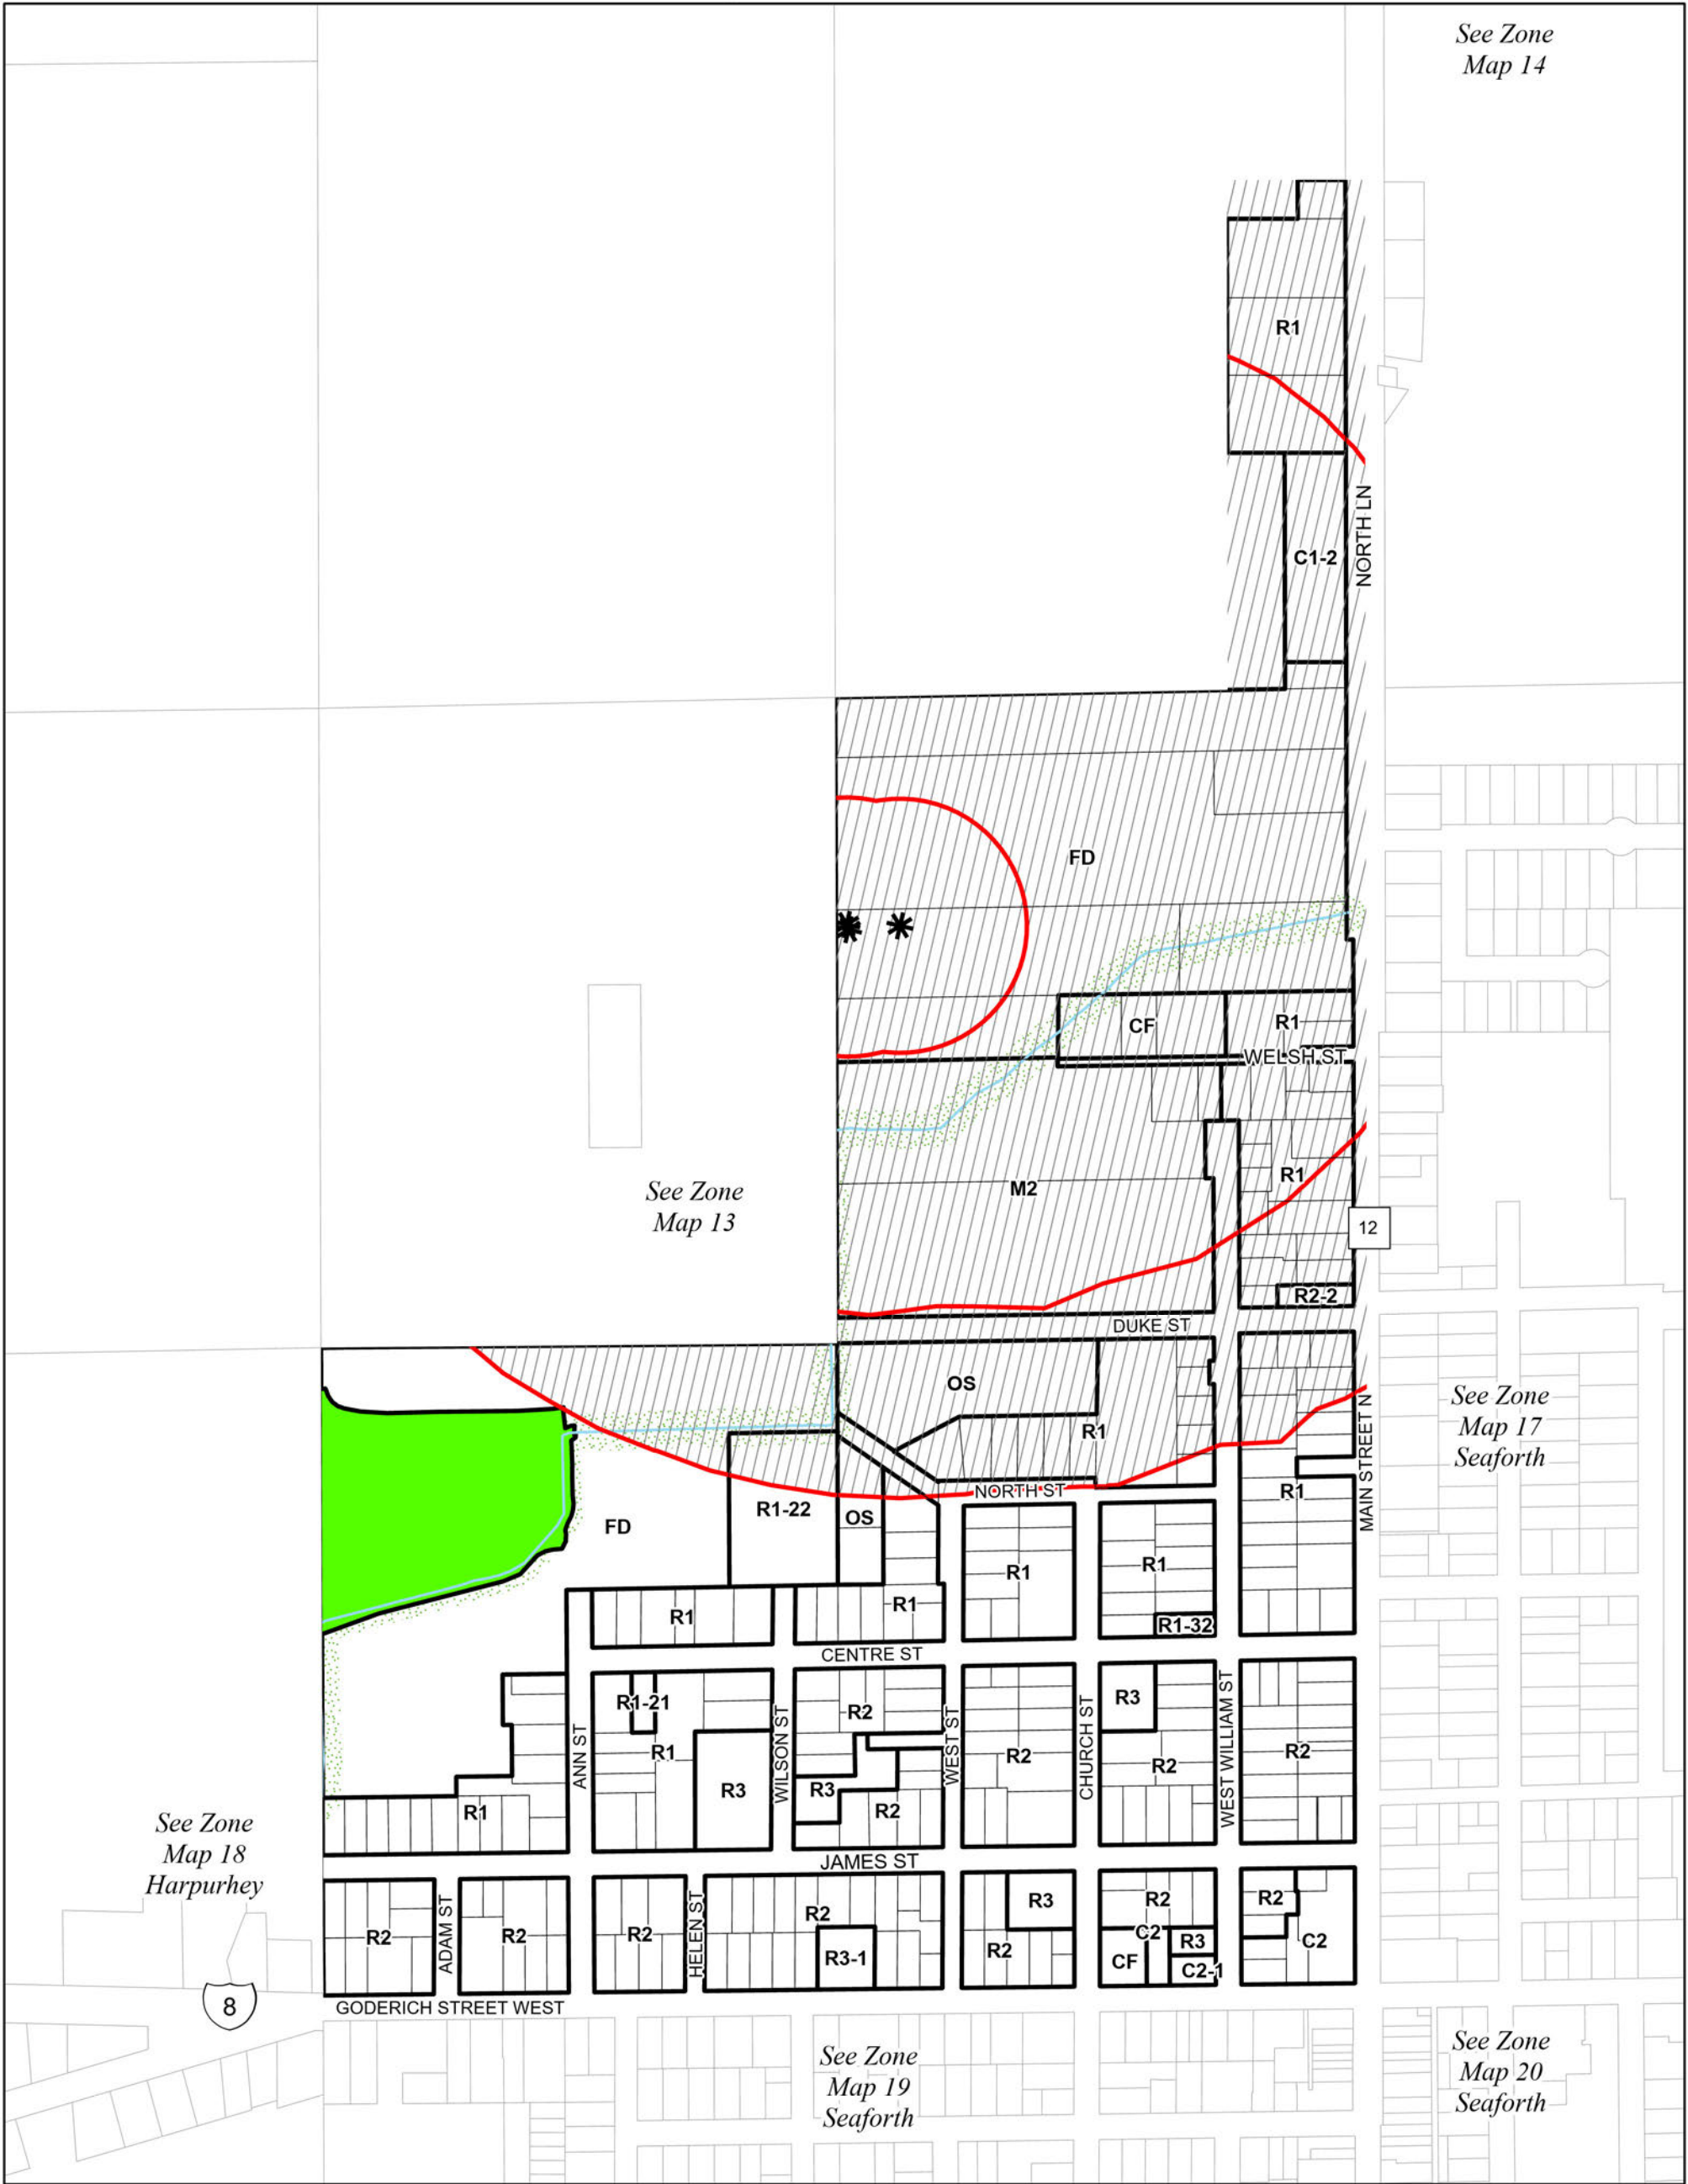 See Zone
Map 14
R1
C1-2
NORTH LN
FD
CF
R1
WELSH ST
M2
R1
See Zone
Map 13
12
R2-2
DUKE ST
OS
R1
See Zone
Map 17
Seaforth
MAIN STREET N
NORTH ST
R1
R1-22
OS
FD
R1
R1
R1
R1
R1-32
CENTRE ST
R1-21
R3
R2
ANN ST
WILSON ST
WEST ST
CHURCH ST
WEST WILLIAM ST
R1
R2
R2
R2
R3
R3
R2
R1
See Zone
Map 18
Harpurhey
JAMES ST
R2
R3
R2
R2
R2
R2
ADAM ST
R2
R2
HELEN ST
R3-1
R2
C2
R3
C2
CF
C2-1
8
GODERICH STREET WEST
See Zone
Map 19
Seaforth
See Zone
Map 20
Seaforth